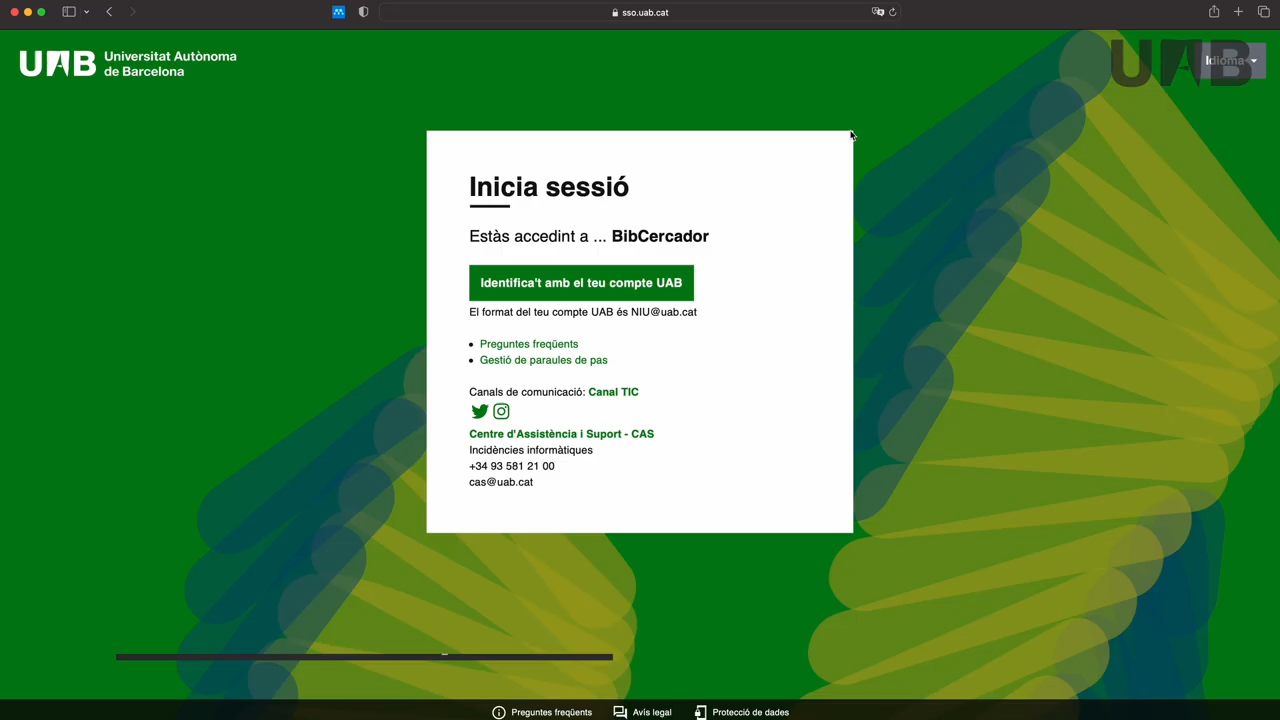 sso.uab.cat
UAB Universitat Autònoma
de Barcelona
UAB
Idioma
Inicia sessió
Estàs accedint a ... BibCercador
Identifica't amb el teu compte UAB
El format del teu compte UAB és NIU@uab.cat
Preguntes freqüents
Gestió de paraules de pas
Canals de comunicació: Canal TIC
Centre d'Assistència i Suport - CAS
Incidències informàtiques
+34 93 581 21 00
cas@uab.cat
Preguntes freqüents Avís legal Protecció de dades